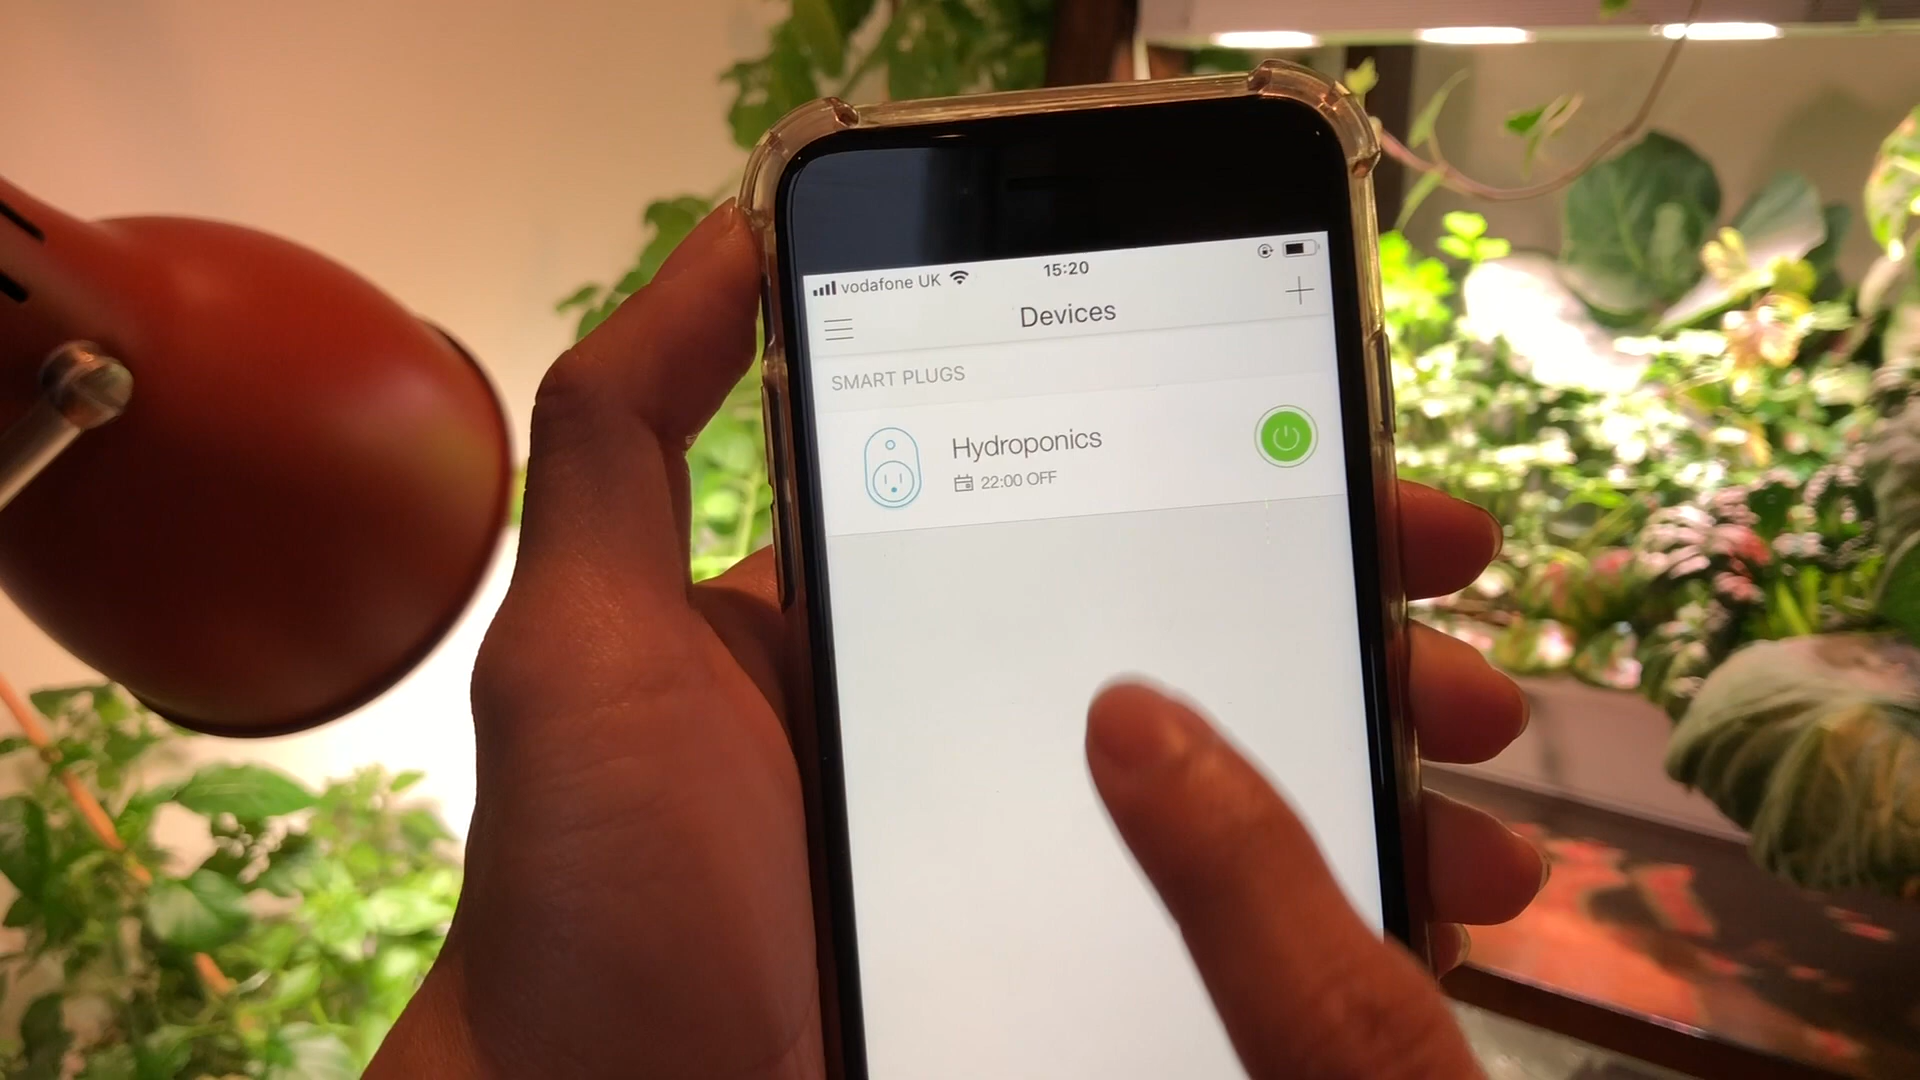 vodafone UK
15:20
Devices
SMART PLUGS
Hydroponics
22:00 OFF